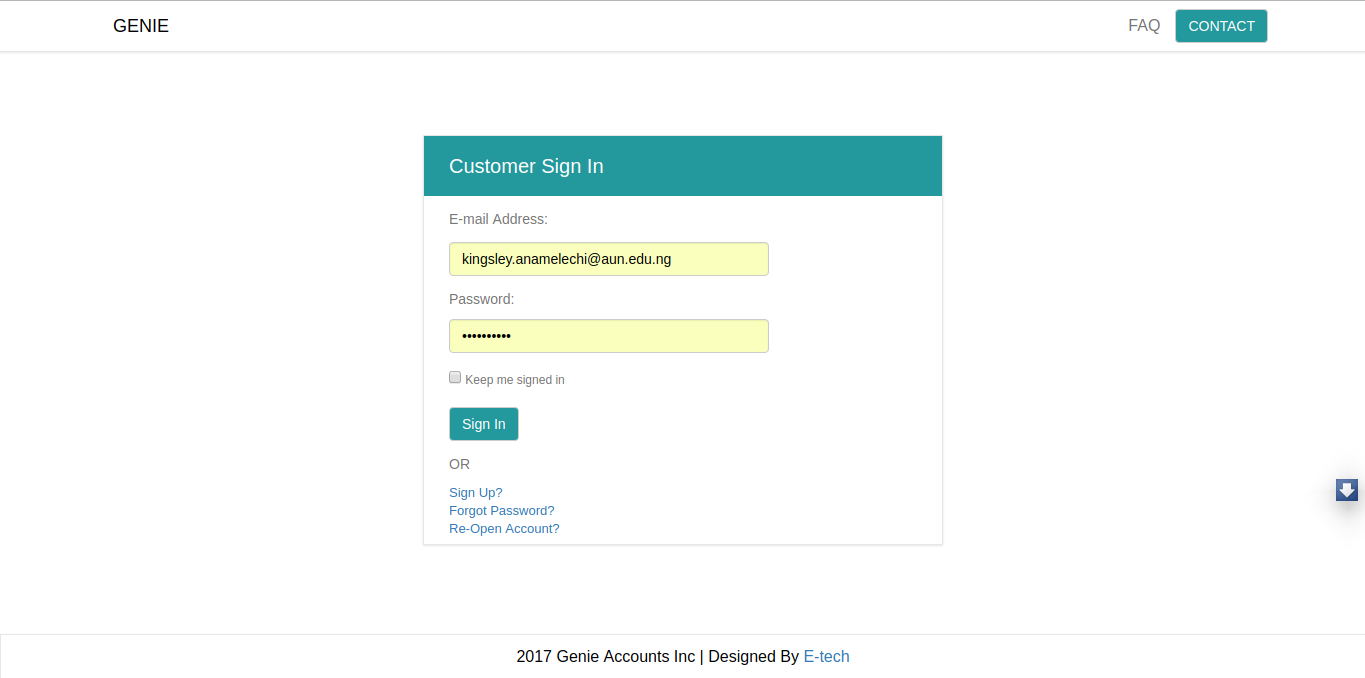 GENIE FAQ CONTACT
Customer Sign In
E-mail Address:
kingsley.anamelechi@aun.edu.ng
Password:
••••••••••
Keep me signed in
Sign In
OR
Sign Up?
Forgot Password?
Re-Open Account?
2017 Genie Accounts Inc | Designed By E-tech